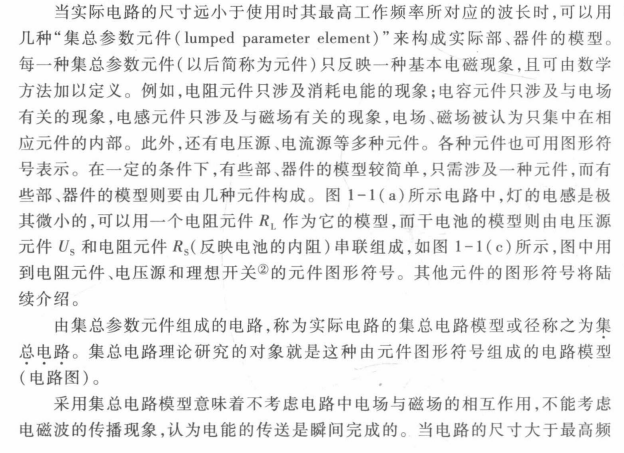 当实际电路的尺寸远小于使用时其最高工作频率所对应的波长时,可以用
几种“集总参数元件(lumped parameter element)”来构成实际部、器件的模型。
每一种集总参数元件(以后简称为元件)只反映一种基本电磁现象,且可由数学
方法加以定义。例如,电阻元件只涉及消耗电能的现象;电容元件只涉及与电场
有关的现象,电感元件只涉及与磁场有关的现象,电场、磁场被认为只集中在相
应元件的内部。此外,还有电压源、电流源等多种元件。各种元件也可用图形符
号表示。在一定的条件下,有些部、器件的模型较简单,只需涉及一种元件,而有
些部、器件的模型则要由几种元件构成。图 1-1(a)所示电路中,灯的电感是极
其微小的,可以用一个电阻元件 RL 作为它的模型,而干电池的模型则由电压源
元件 US 和电阻元件 RS(反映电池的内阻)串联组成,如图 1-1(c)所示,图中用
到电阻元件、电压源和理想开关②的元件图形符号。其他元件的图形符号将陆
续介绍。
由集总参数元件组成的电路,称为实际电路的集总电路模型或径称之为集
总电路。集总电路理论研究的对象就是这种由元件图形符号组成的电路模型
(电路图)。
采用集总电路模型意味着不考虑电路中电场与磁场的相互作用,不能考虑
电磁波的传播现象,认为电能的传送是瞬间完成的。当电路的尺寸大于最高频